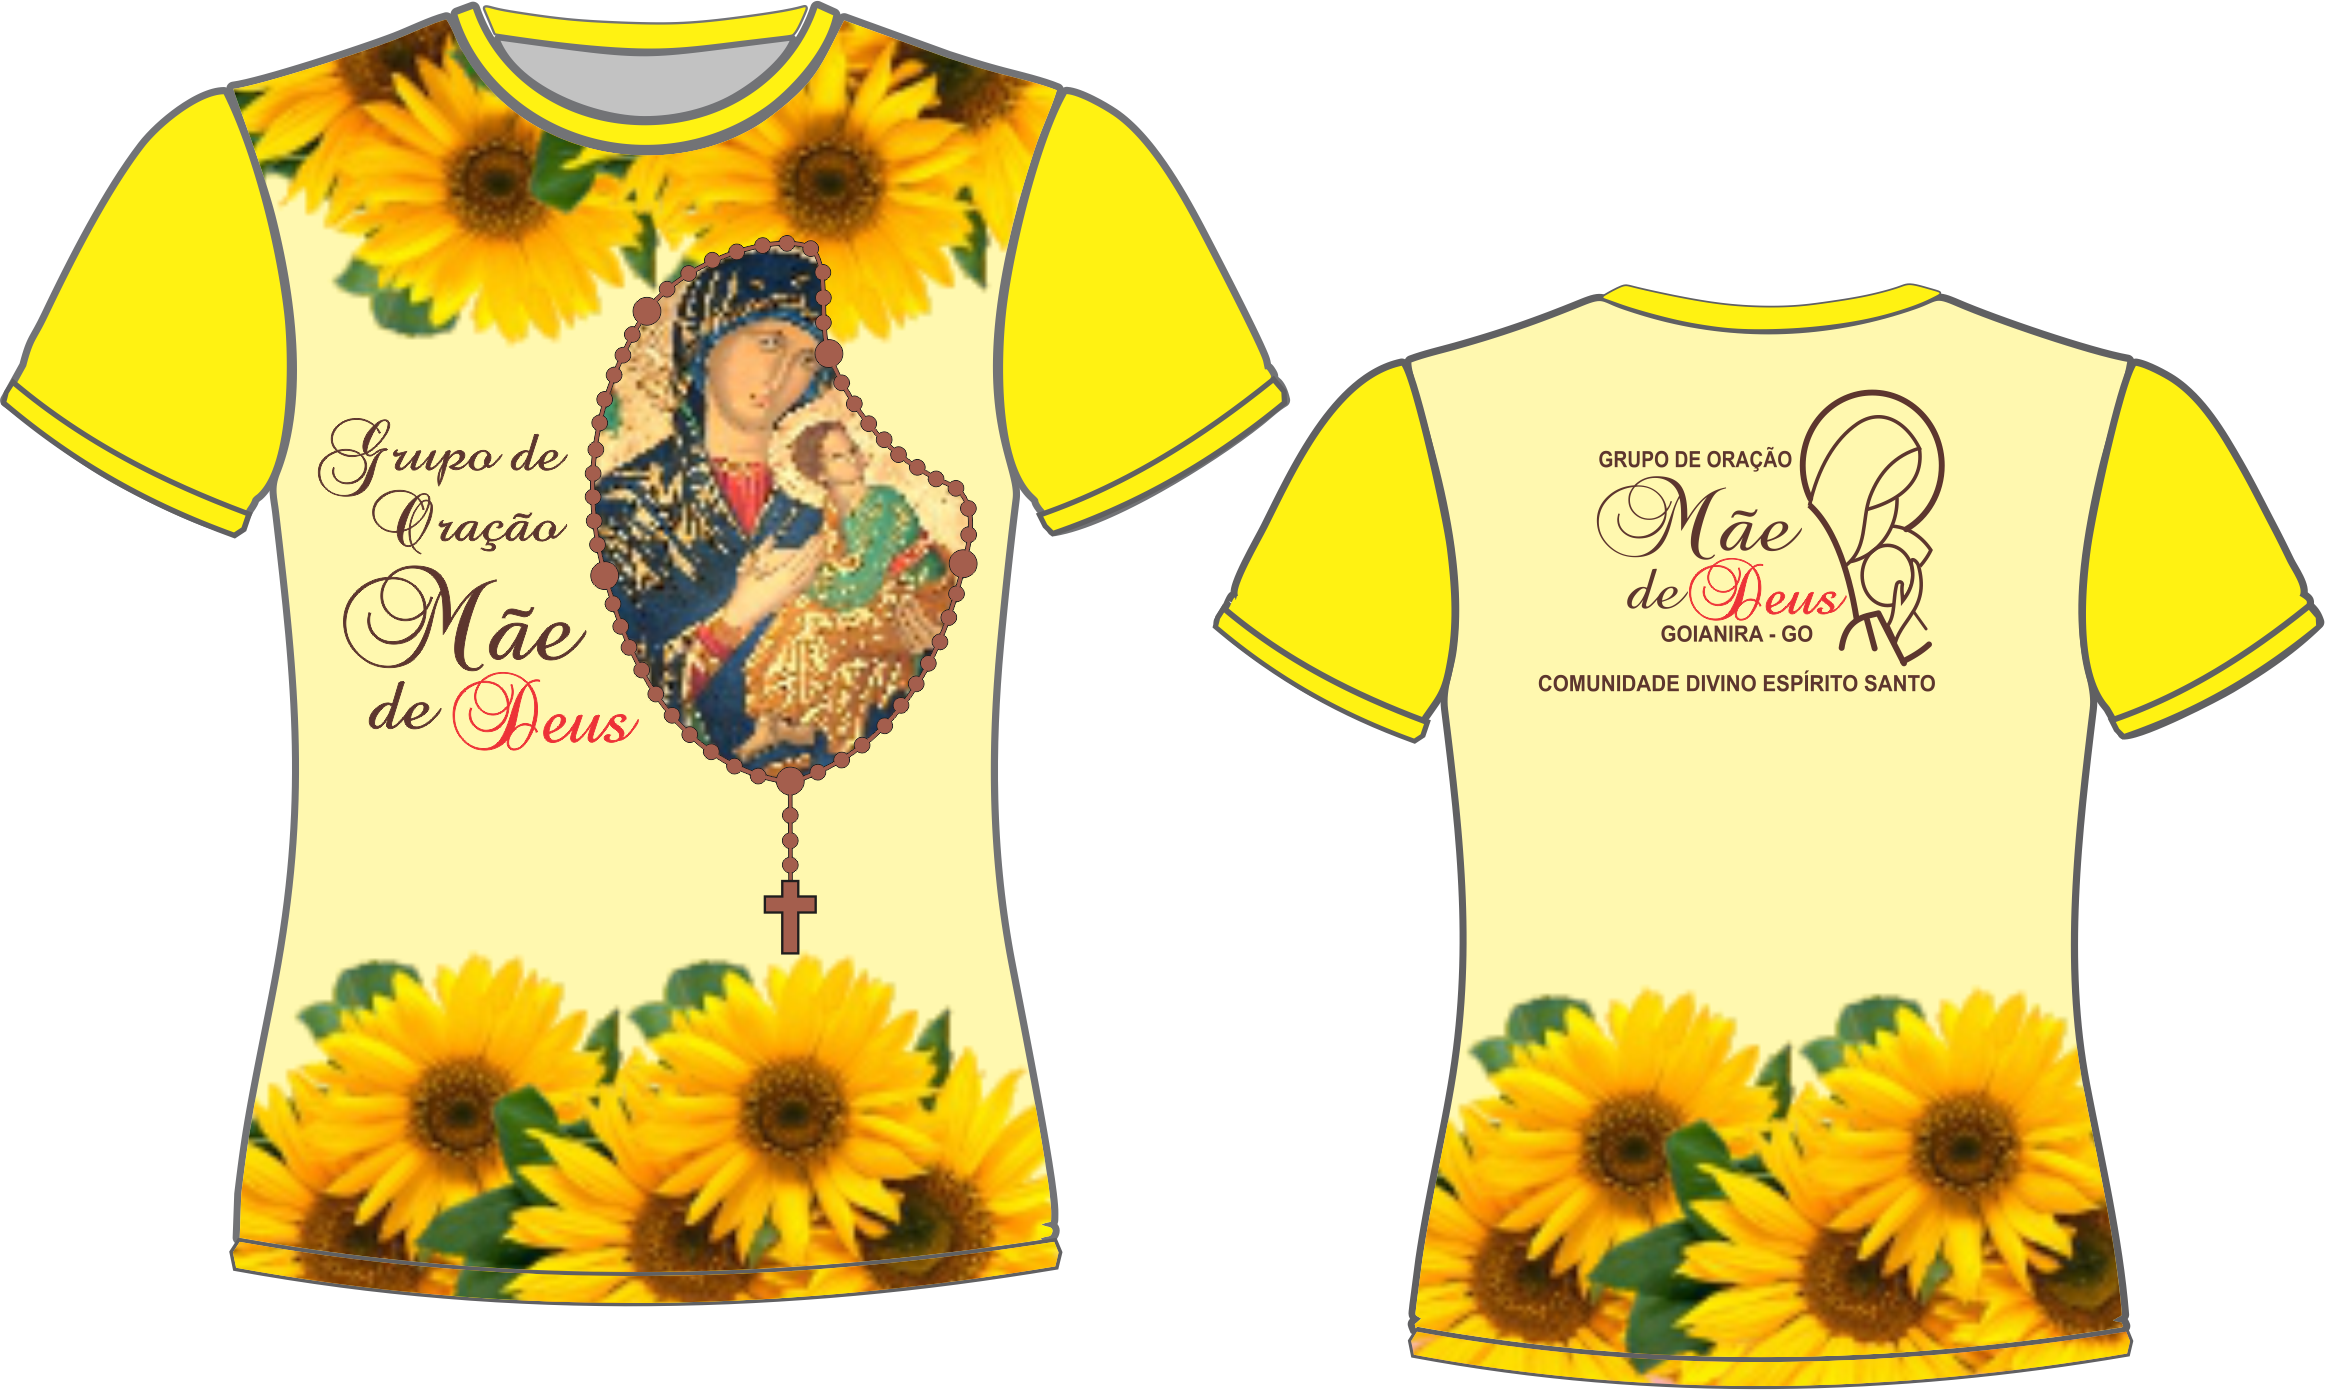 Grupo de
Oração
Mãe
de Deus
GRUPO DE ORAÇÃO
Mãe
de Deus
GOIANIRA - GO
COMUNIDADE DIVINO ESPÍRITO SANTO